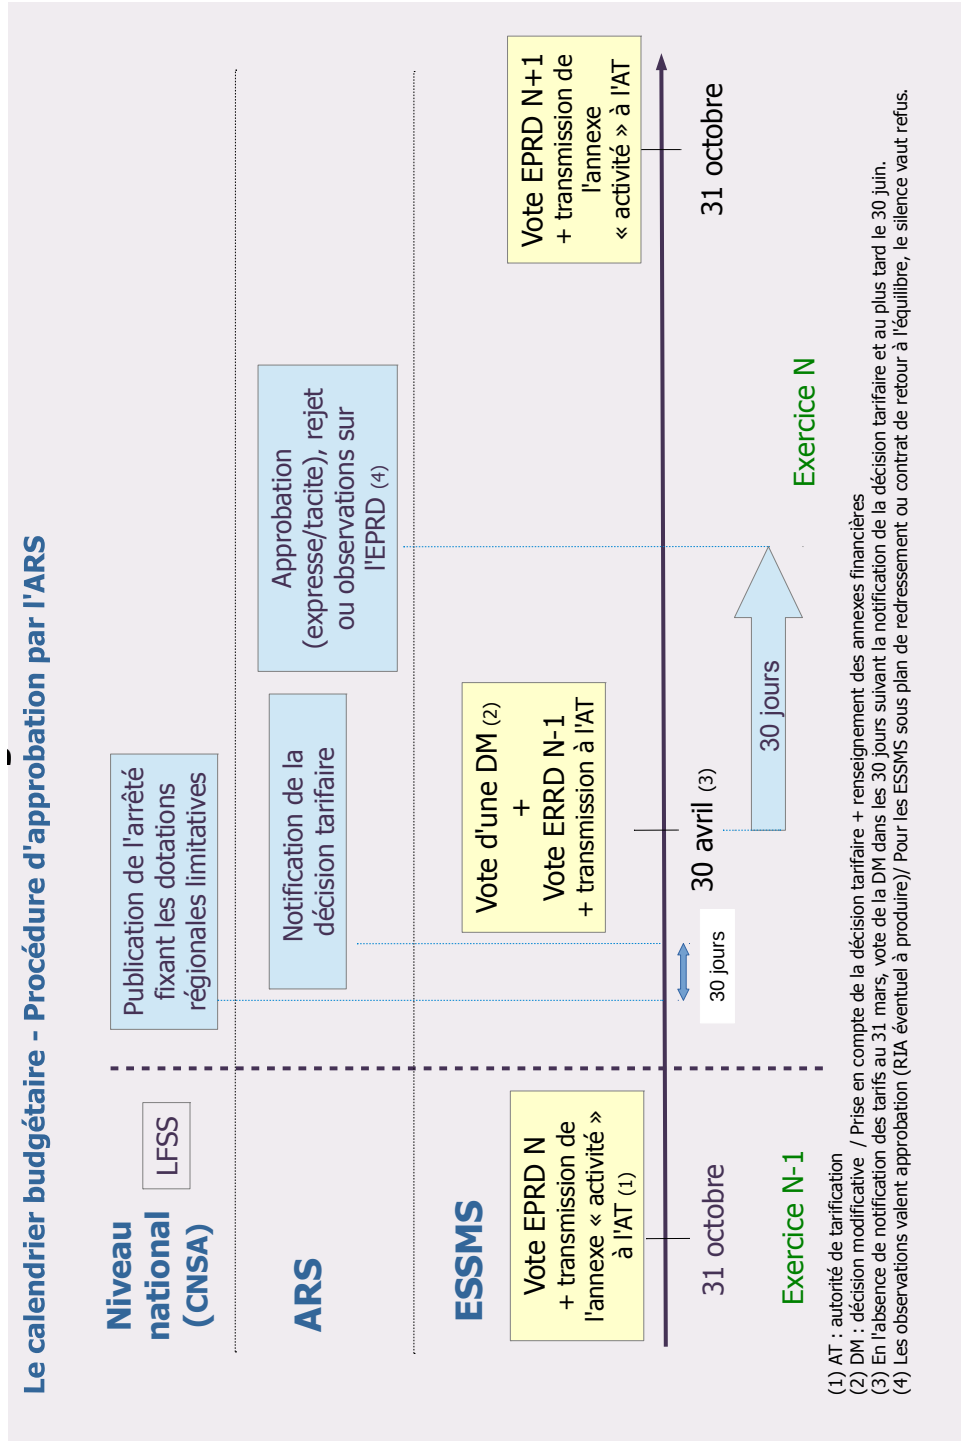 Le calendrier budgétaire - Procédure d'approbation par l'ARS
Niveau
national
(CNSA)
LFSS
Publication de l'arrêté
fixant les dotations
régionales limitatives
ARS
Notification de la
décision tarifaire
Approbation
(expresse/tacite), rejet
ou observations sur
l'EPRD (4)
ESSMS
Vote EPRD N
+ transmission de
l'annexe « activité »
à l'AT (1)
Vote d'une DM (2)
+
Vote ERRD N-1
+ transmission à l'AT
Vote EPRD N+1
+ transmission de
l'annexe
« activité » à l'AT
31 octobre
30 jours
30 avril (3)
31 octobre
30 jours
Exercice N-1
Exercice N
(1) AT : autorité de tarification
(2) DM : décision modificative / Prise en compte de la décision tarifaire + renseignement des annexes financières
(3) En l'absence de notification des tarifs au 31 mars, vote de la DM dans les 30 jours suivant la notification de la décision tarifaire et au plus tard le 30 juin.
(4) Les observations valent approbation (RIA éventuel à produire)/ Pour les ESSMS sous plan de redressement ou contrat de retour à l'équilibre, le silence vaut refus.